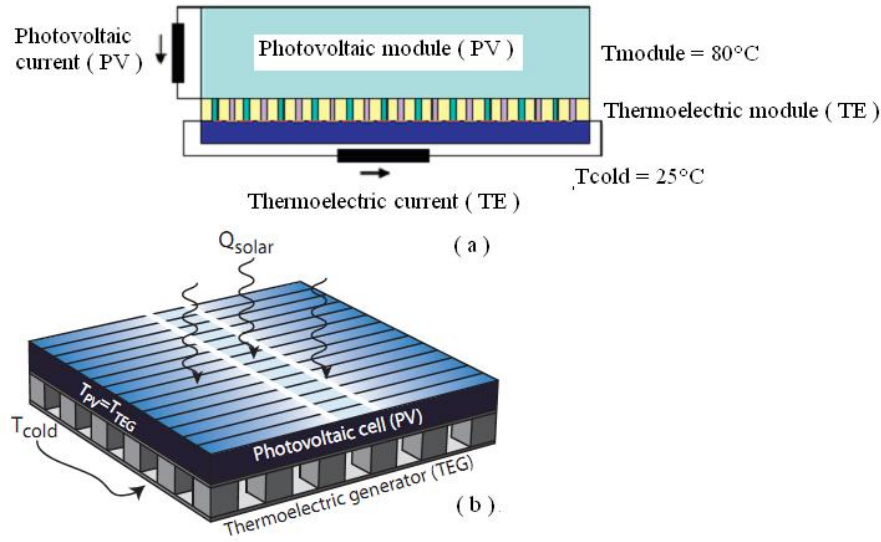 Photovoltaic
current ( PV )
Photovoltaic module ( PV )
Tmodule = 80°C
Thermoelectric module ( TE )
Tcold = 25°C
Thermoelectric current ( TE )
( a )
Qsolar
TPV=TTEG
Tcold
Photovoltaic cell (PV)
Thermoelectric generator (TEG)
( b )